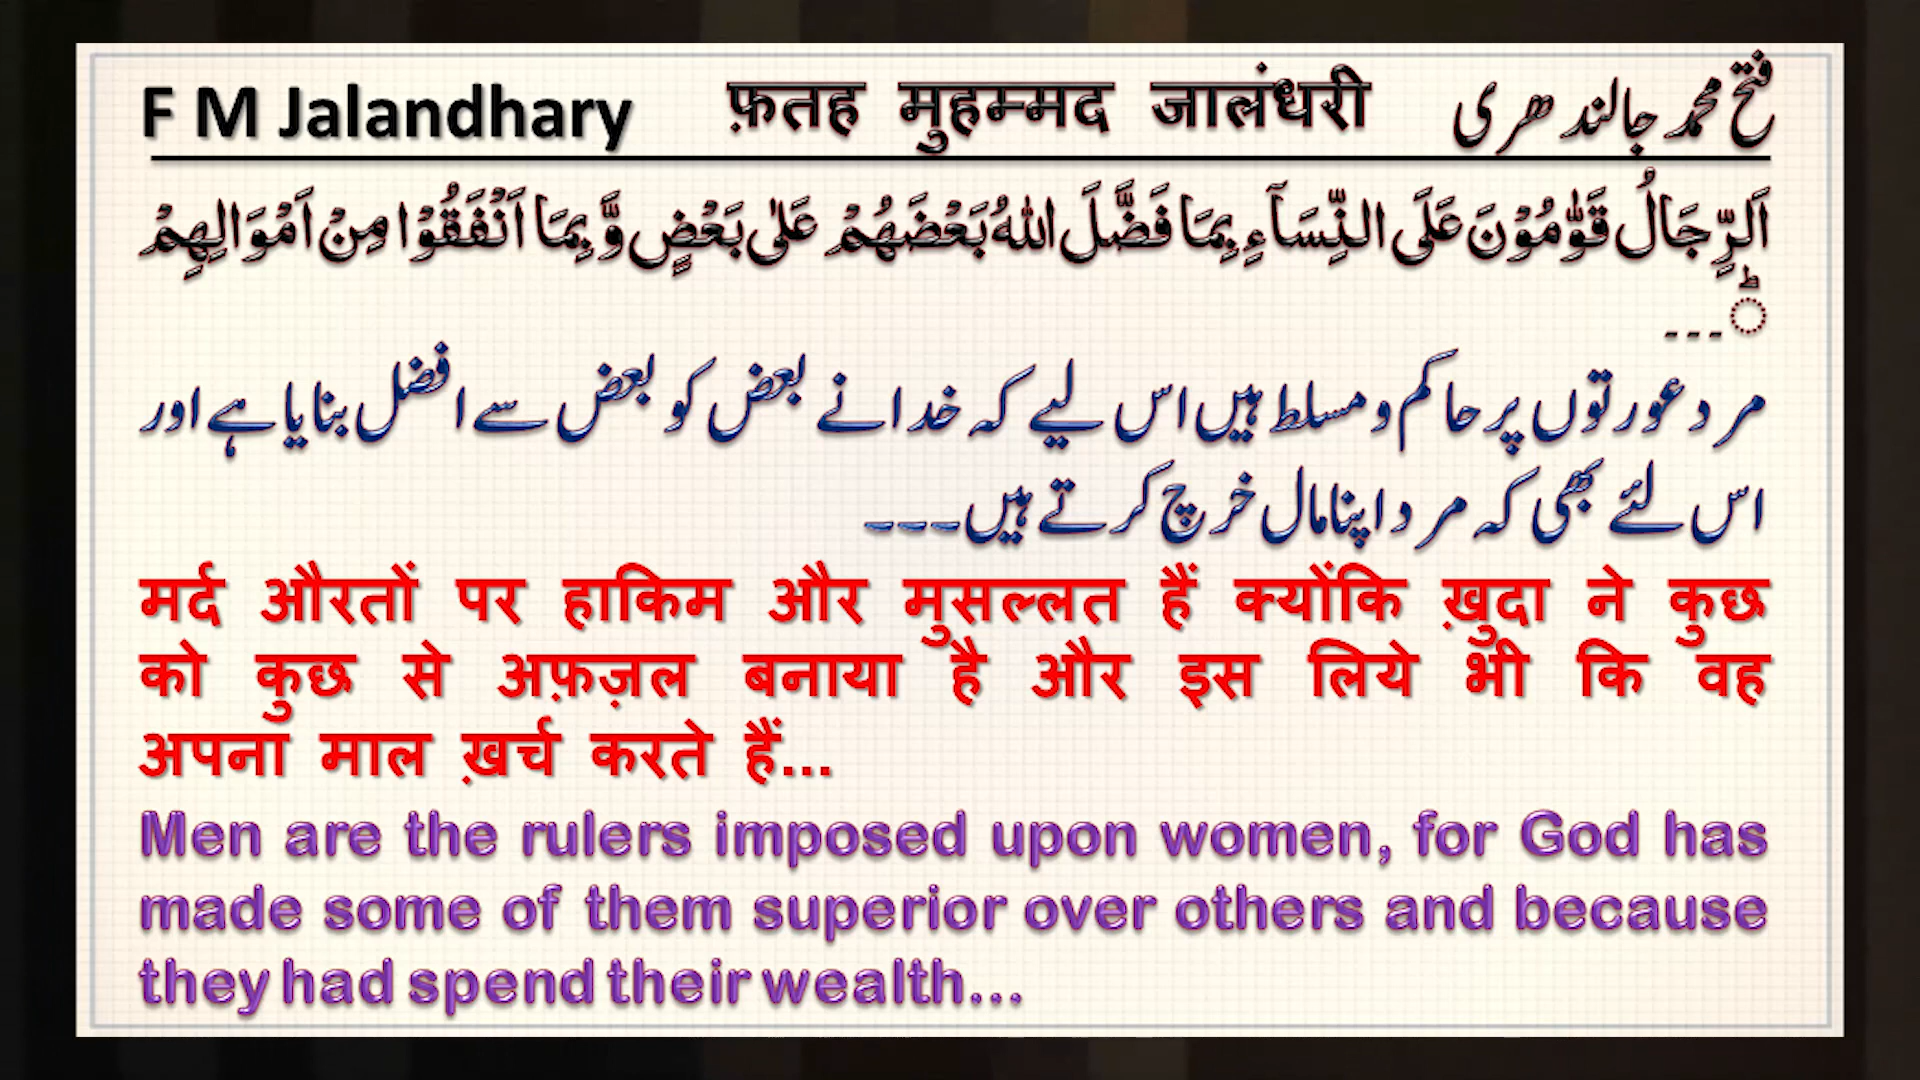 F M Jalandhary फ़तह मुहम्मद जालंधरी فتح محمد جالندھری
اَلرِّجَالُ قَوّٰمُوْنَ عَلَى النِّسَآءِ بِمَا فَضَّلَ اللّٰهُ بَعْضَهُمْ عَلٰى بَعْضٍ وَّ بِمَاۤ اَنْفَقُوْا مِنْ اَمْوَالِهِمْ
ؕ---
مرد عورتوں پر حاکم و مسلط ہیں اس لیے کہ خدا نے بعض کو بعض سے افضل بنایا ہے اور
اس لئے بھی کہ مرد اپنا مال خرچ کرتے ہیں۔۔۔
मर्द औरतों पर हाकिम और मुसल्लत हैं क्योंकि ख़ुदा ने कुछ
को कुछ से अफ़ज़ल बनाया है और इस लिये भी कि वह
अपना माल ख़र्च करते हैं...
Men are the rulers imposed upon women, for God has
made some of them superior over others and because
they had spend their wealth...